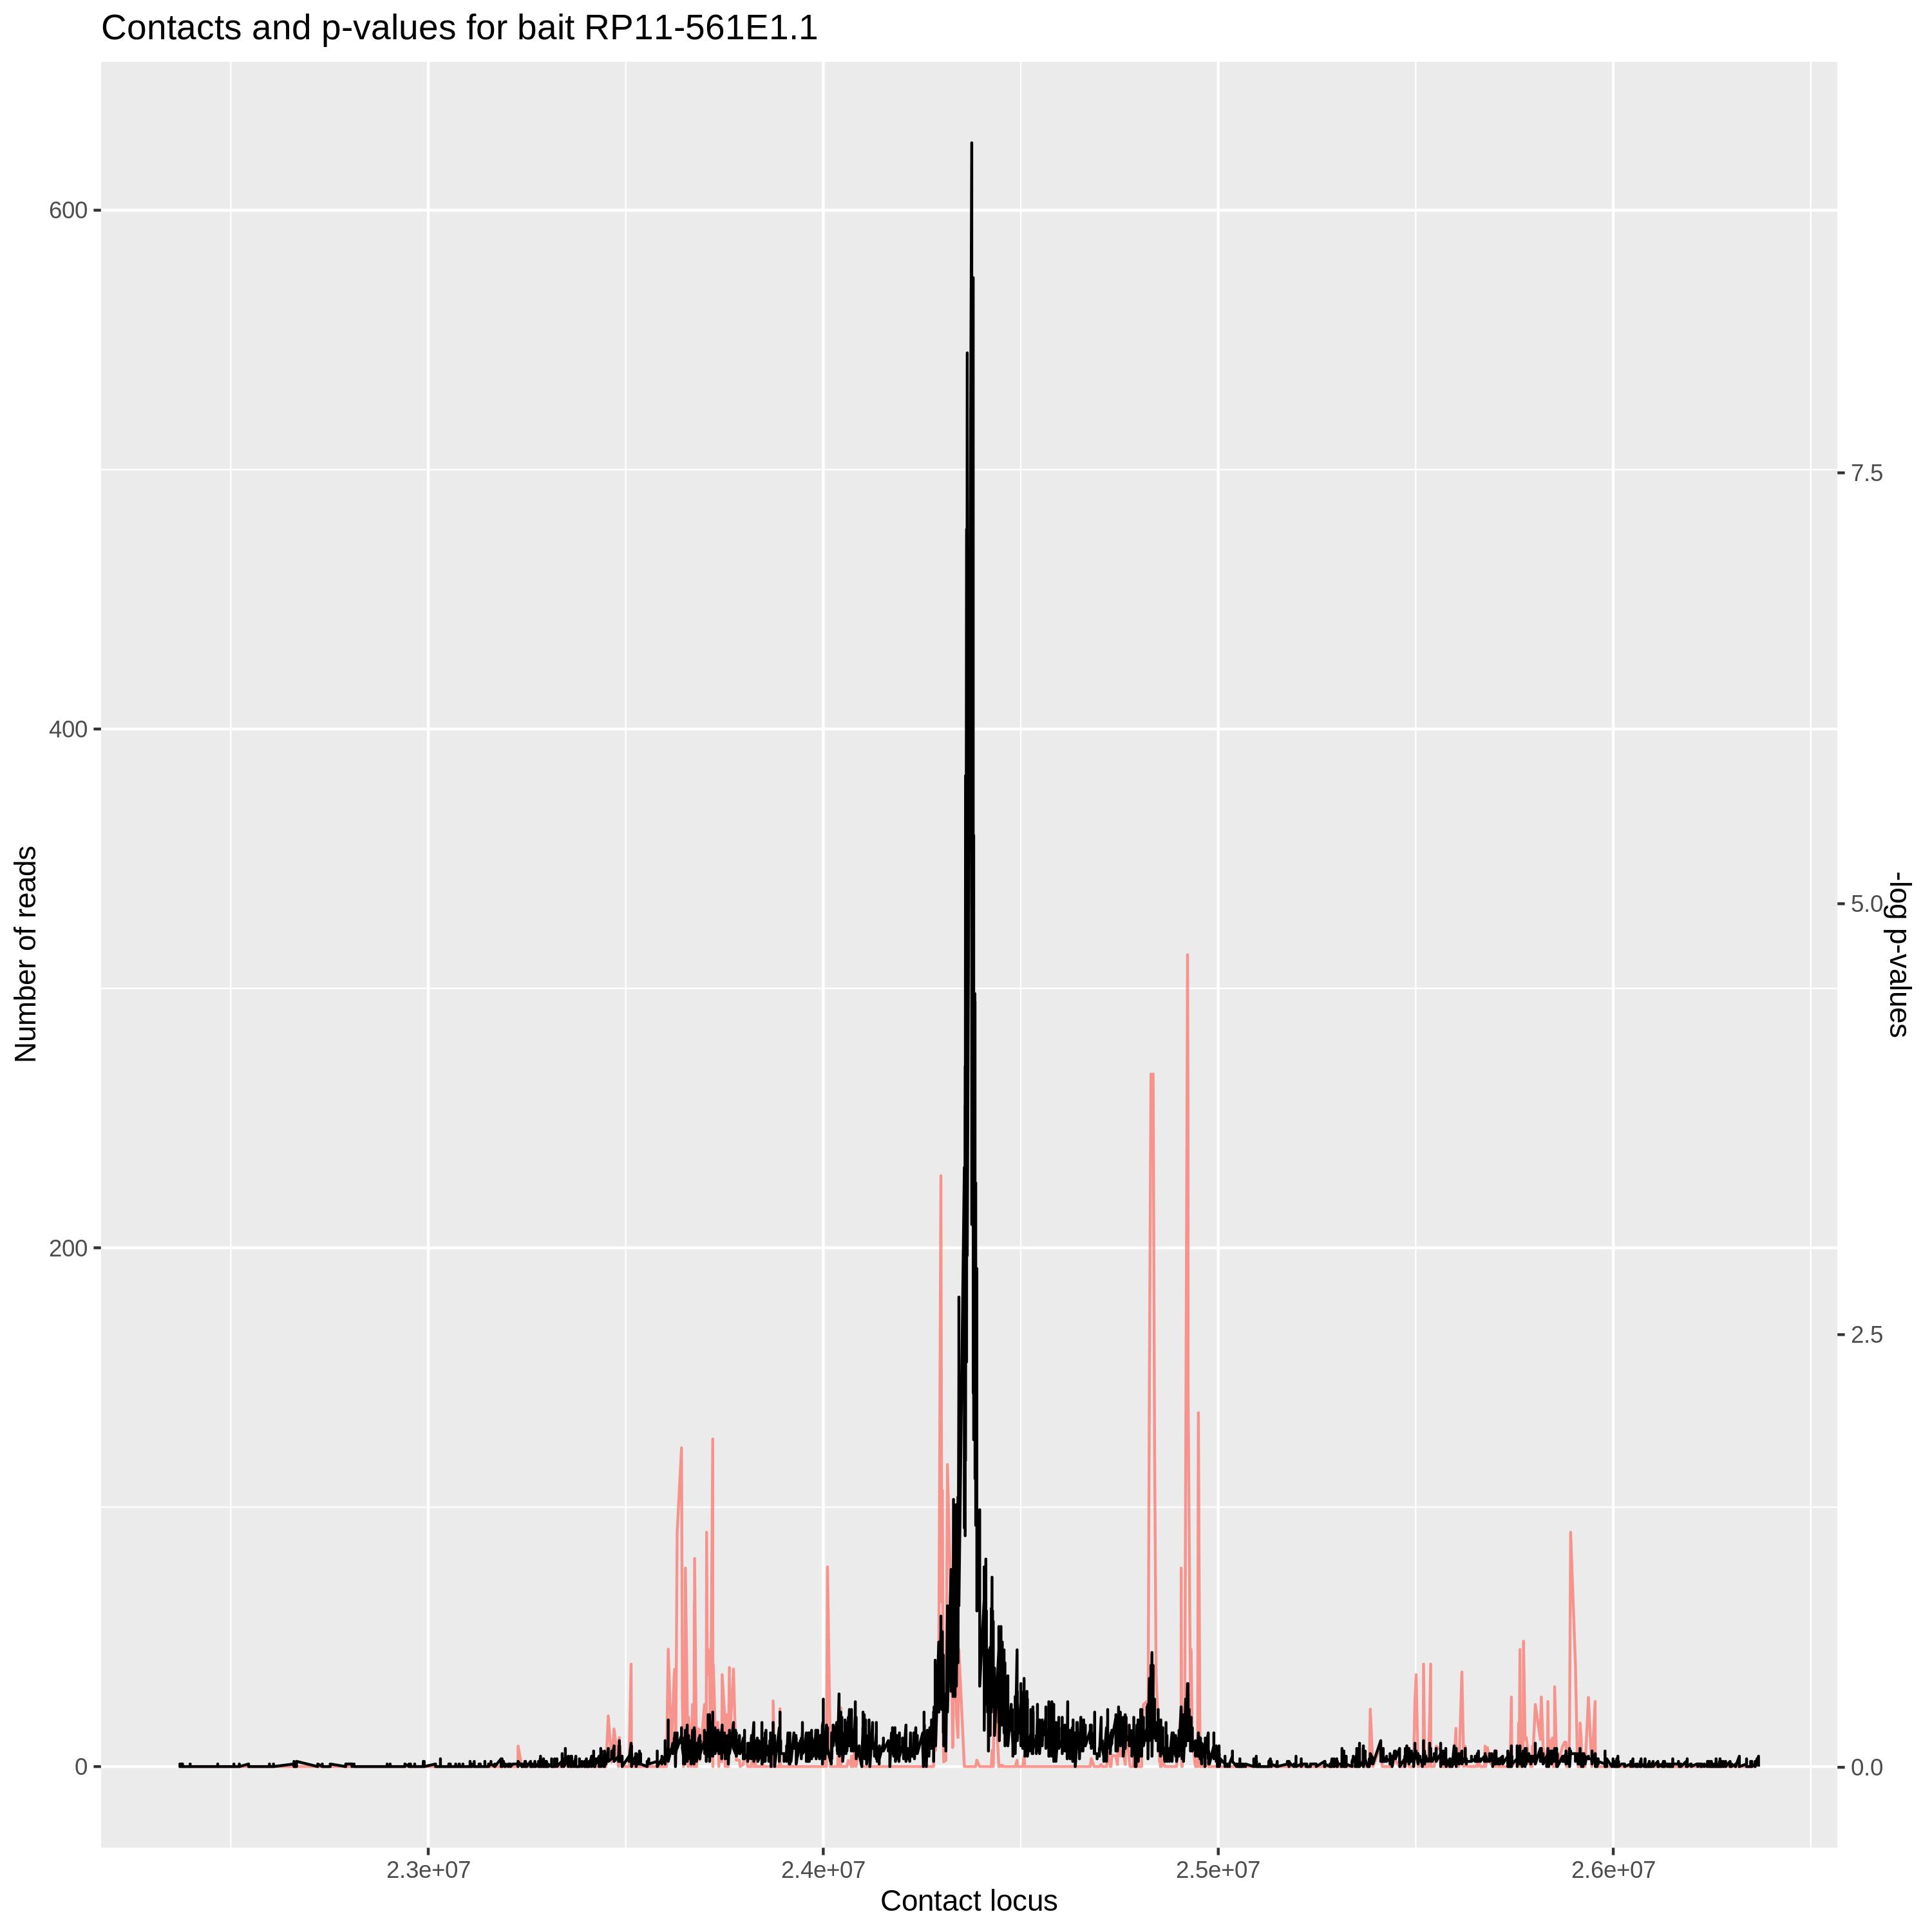 Contacts and p-values for bait RP11-561E1.1
600
400
200
0
Number of reads
7.5
5.0
2.5
0.0
-log p-values
2.3e+07
2.4e+07
2.5e+07
2.6e+07
Contact locus